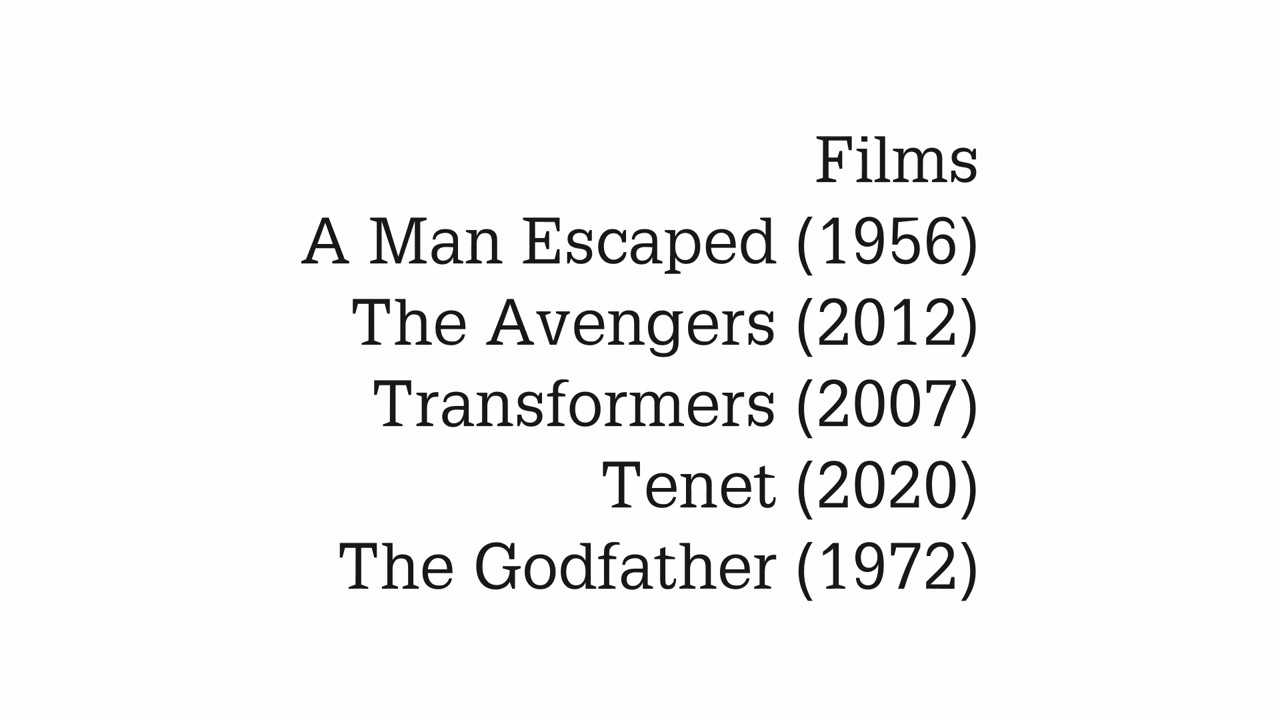 Films
A Man Escaped (1956)
The Avengers (2012)
Transformers (2007)
Tenet (2020)
The Godfather (1972)